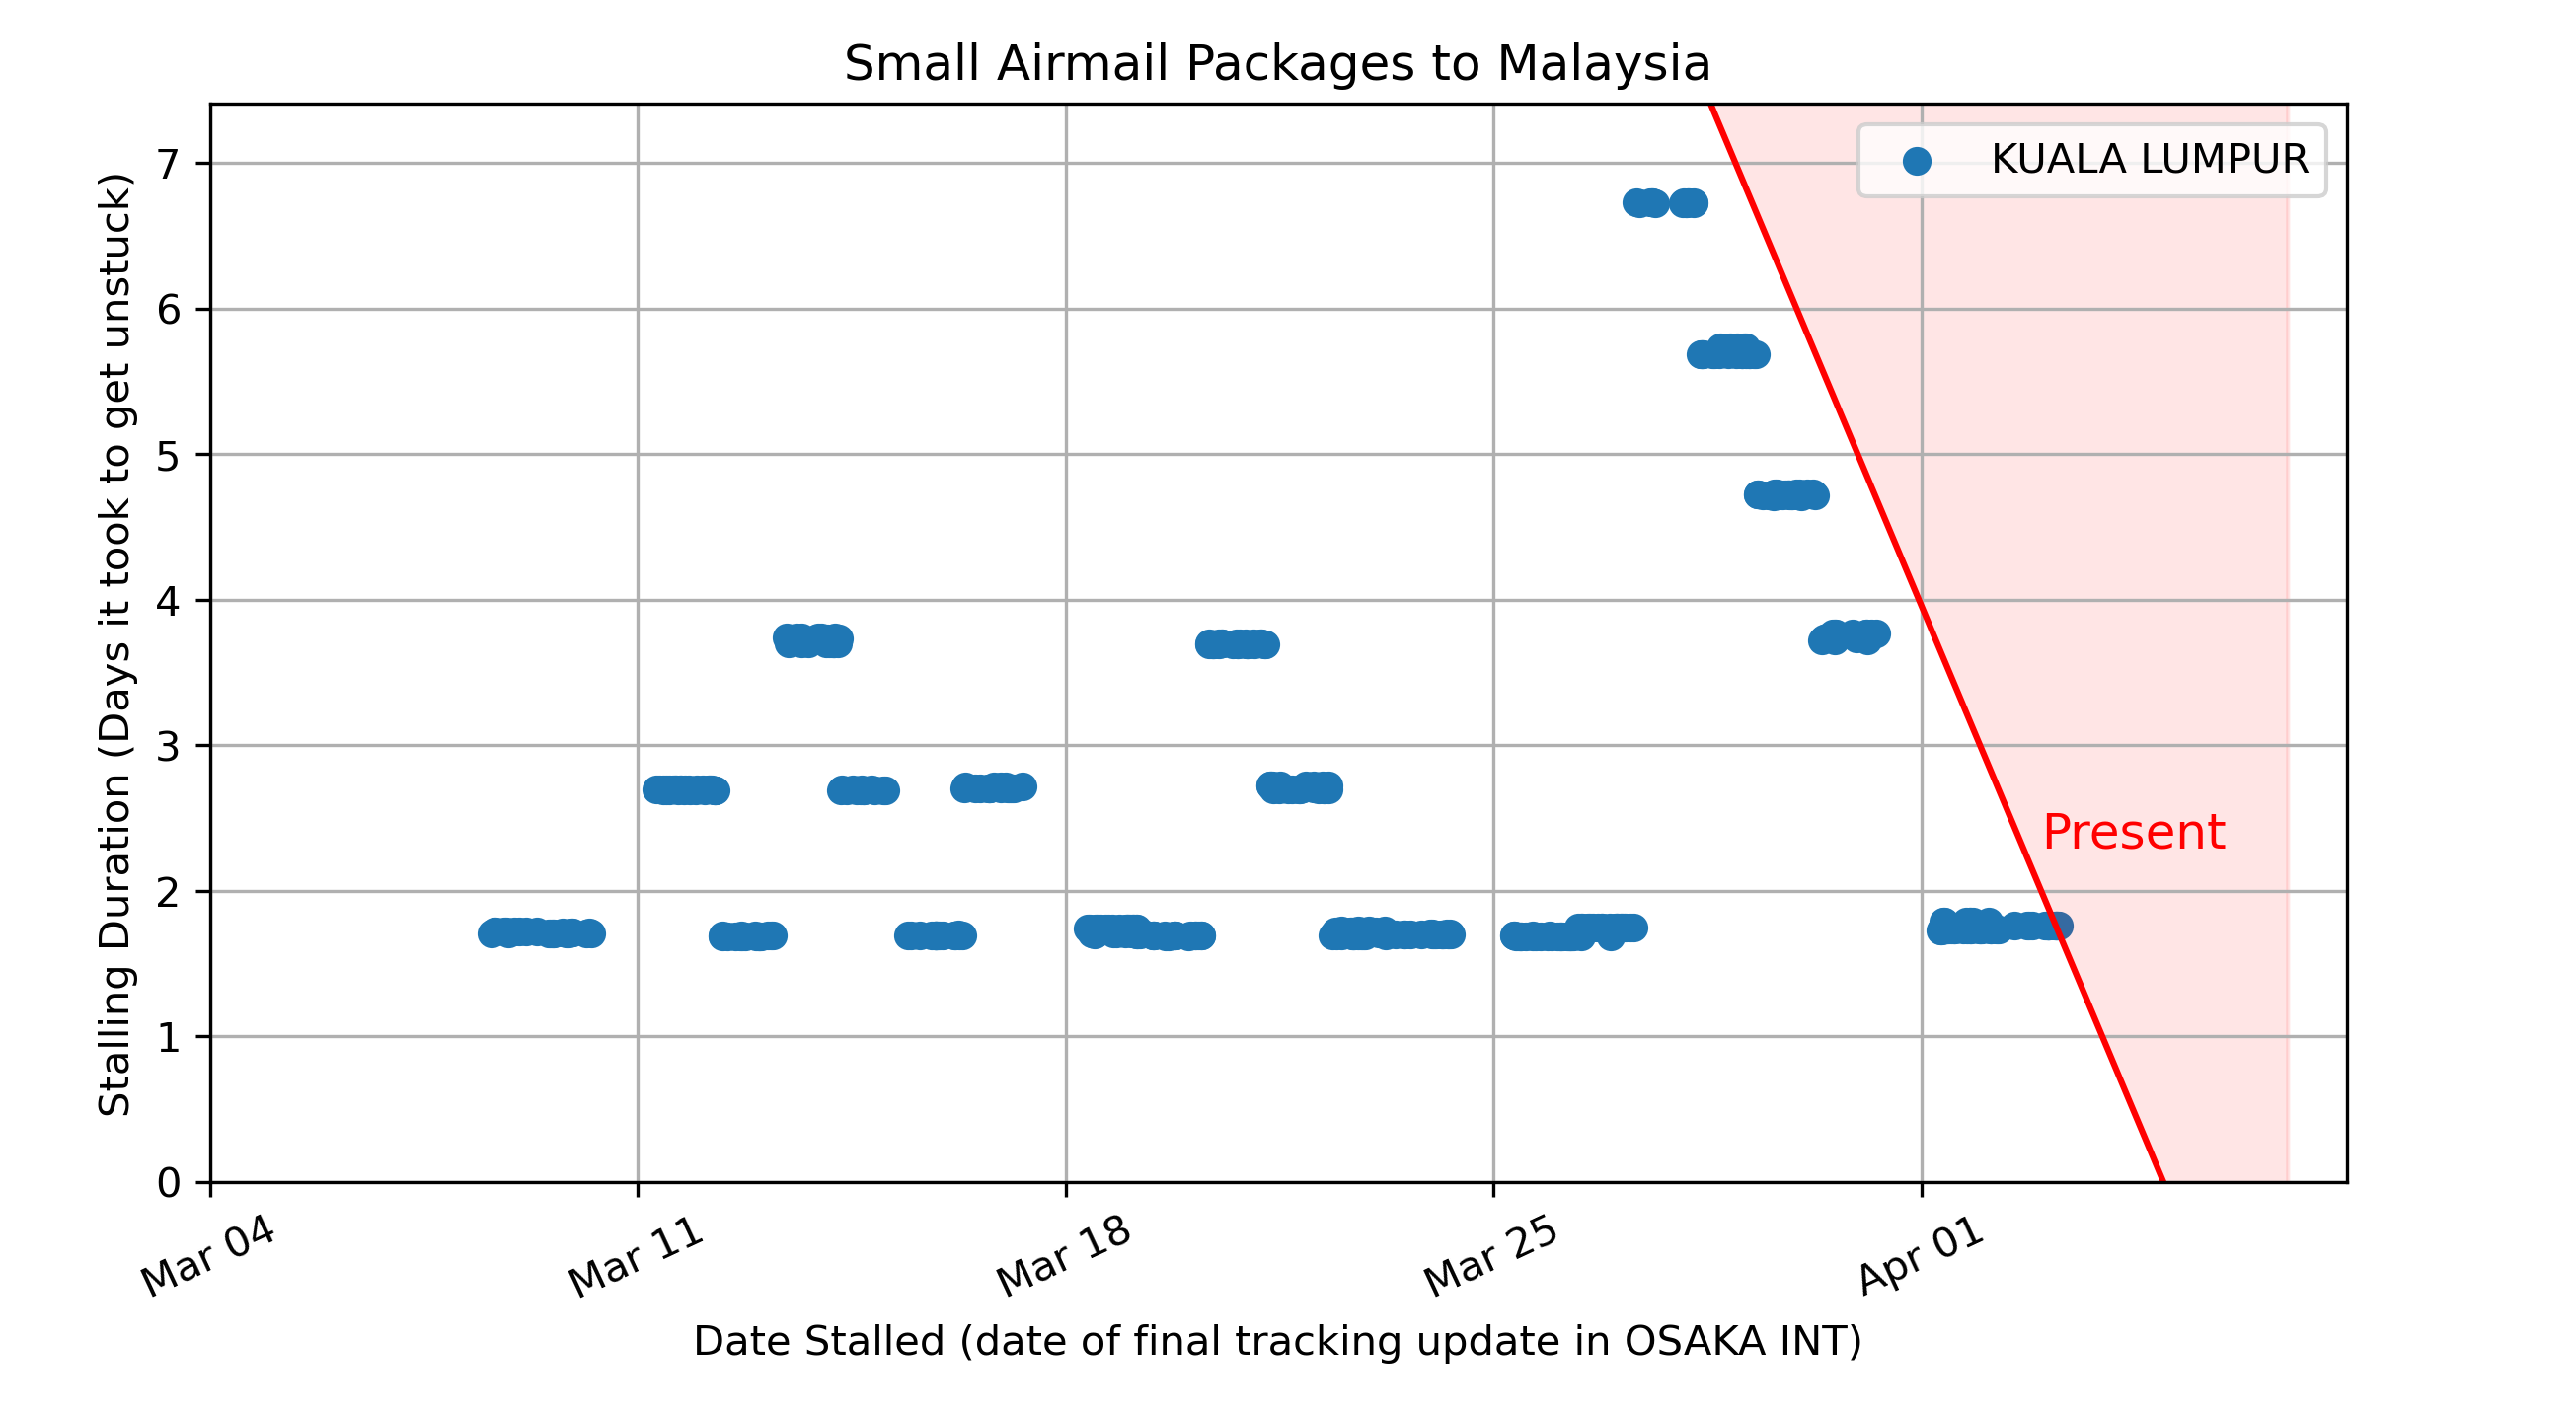 Small Airmail Packages to Malaysia
KUALA LUMPUR
Stalling Duration (Days it took to get unstuck)
7
6
5
4
3
2
1
0
Present
Mar 04
Mar 11
Mar 18
Mar 25
Apr 01
Date Stalled (date of final tracking update in OSAKA INT)